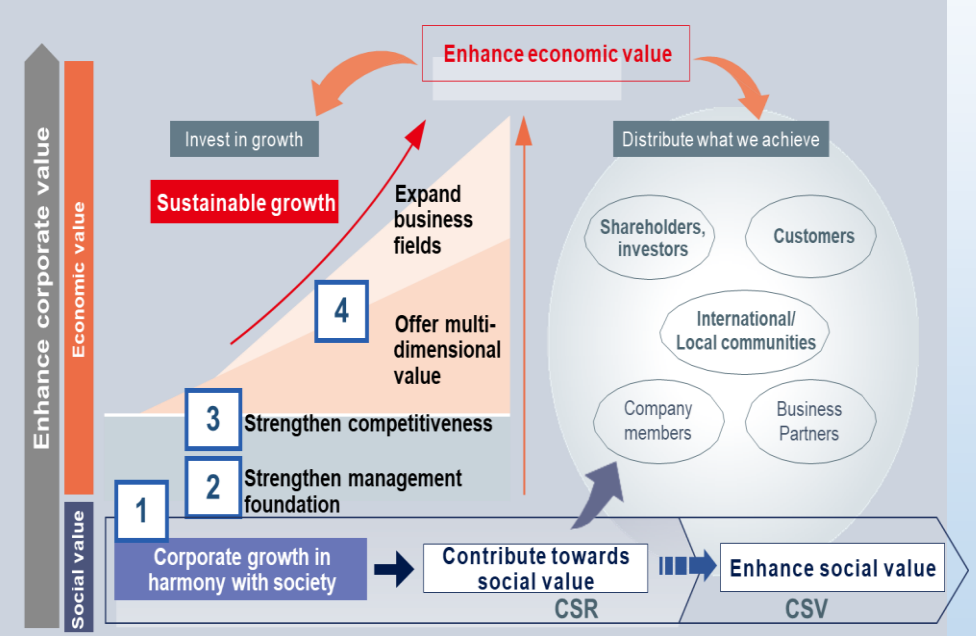 Enhance corporate value
Economic value
Social value
Enhance economic value
Invest in growth
Distribute what we achieve
Sustainable growth
Expand
business
fields
4
Offer multi-
dimensional
value
3
Strengthen competitiveness
2
Strengthen management
foundation
1
Shareholders,
investors
Customers
International/
Local communities
Company
members
Business
Partners
Corporate growth in
harmony with society
Contribute towards
social value
CSR
Enhance social value
CSV